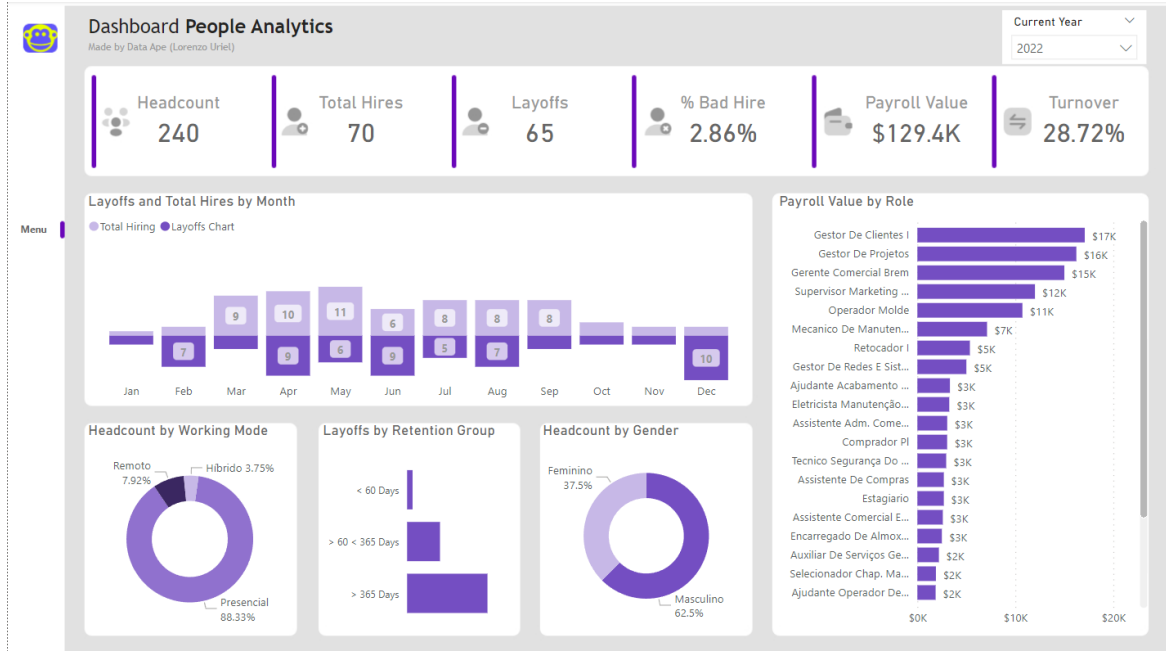 Dashboard People Analytics
Made by Data Ape (Lorenzo Uriel)
Current Year
2022
Menu
Headcount
240
Total Hires
70
Layoffs
65
% Bad Hire
2.86%
Payroll Value
$129.4K
Turnover
28.72%
Layoffs and Total Hires by Month
Total Hiring Layoffs Chart
9 10 11 6 8 8 8
7 9 6 9 5 7 10
Jan Feb Mar Apr May Jun Jul Aug Sep Oct Nov Dec
Headcount by Working Mode
Remoto
7.92%
Híbrido 3.75%
Presencial
88.33%
Layoffs by Retention Group
< 60 Days
> 60 < 365 Days
> 365 Days
Headcount by Gender
Feminino
37.5%
Masculino
62.5%
Payroll Value by Role
Gestor De Clientes I $17K
Gestor De Projetos $16K
Gerente Comercial Brem $15K
Supervisor Marketing ... $12K
Operador Molde $11K
Mecanico De Manuten... $7K
Retocador I $5K
Gestor De Redes E Sist... $5K
Ajudante Acabamento ... $3K
Eletricista Manutenção... $3K
Assistente Adm. Come... $3K
Comprador Pl $3K
Tecnico Segurança Do ... $3K
Assistente De Compras $3K
Estagiario $3K
Assistente Comercial E... $3K
Encarregado De Almox... $3K
Auxiliar De Serviços Ge... $2K
Selecionador Chap. Ma... $2K
Ajudante Operador De... $2K
$0K $10K $20K